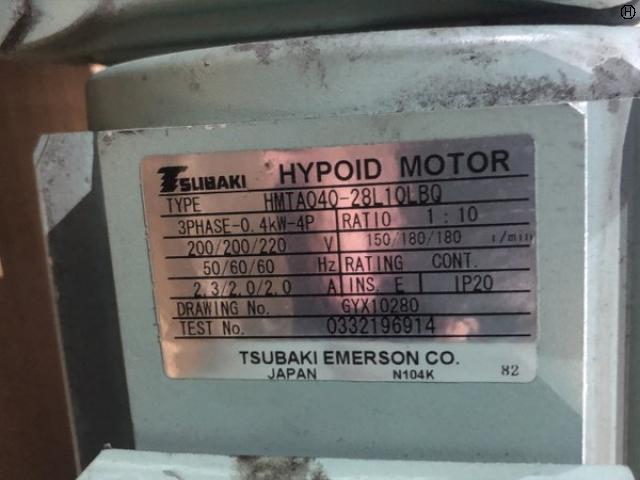 H
TSUBAKI HYPOID MOTOR
TYPE HMTA040-28L10LBQ
3PHASE-0.4kW-4P RATIO 1:10
200/200/220 V 150/180/180 r/min
50/60/60 Hz RATING CONT.
2.3/2.0/2.0 A INS. E IP20
DRAWING No. GYX10280
TEST No. 0332196914
TSUBAKI EMERSON CO.
JAPAN N104K 82